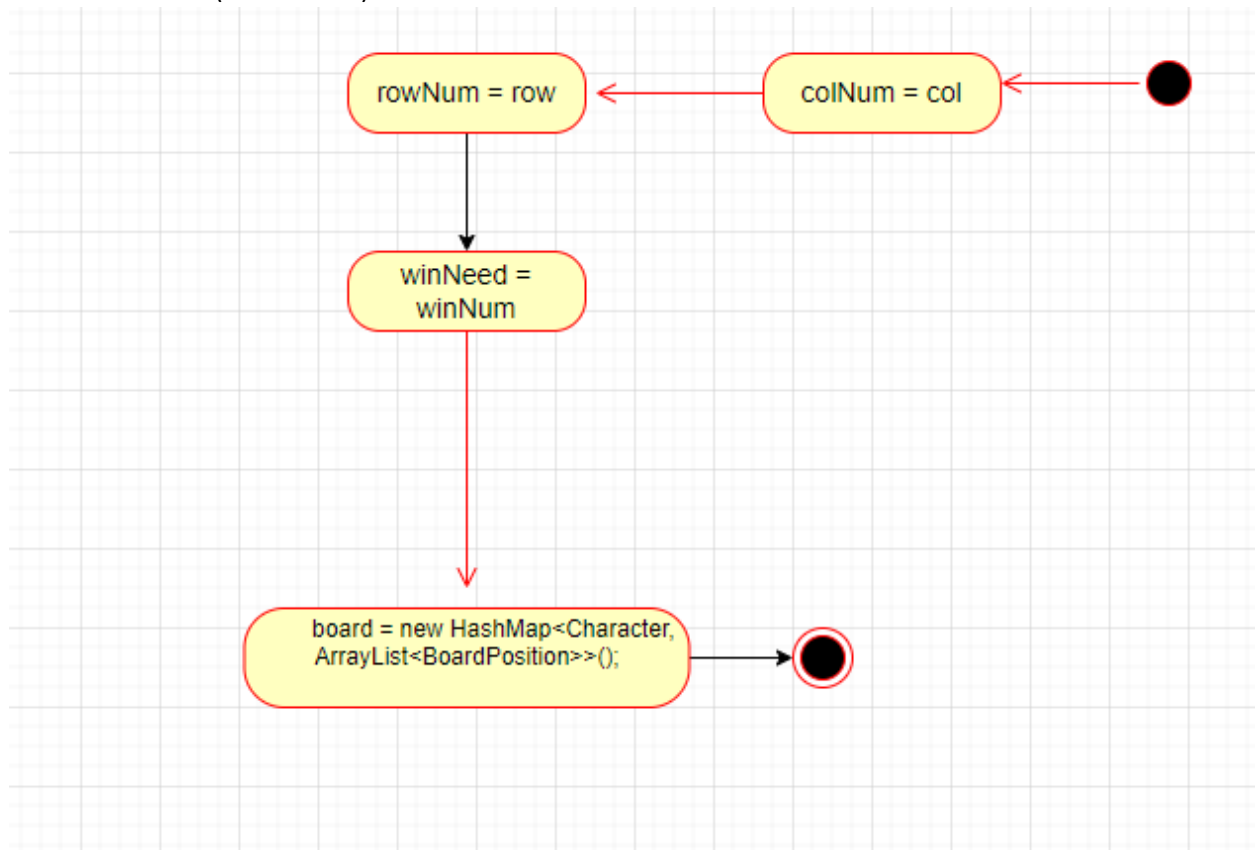 rowNum = row
colNum = col
winNeed =
winNum
board = new HashMap<Character,
ArrayList<BoardPosition>>();